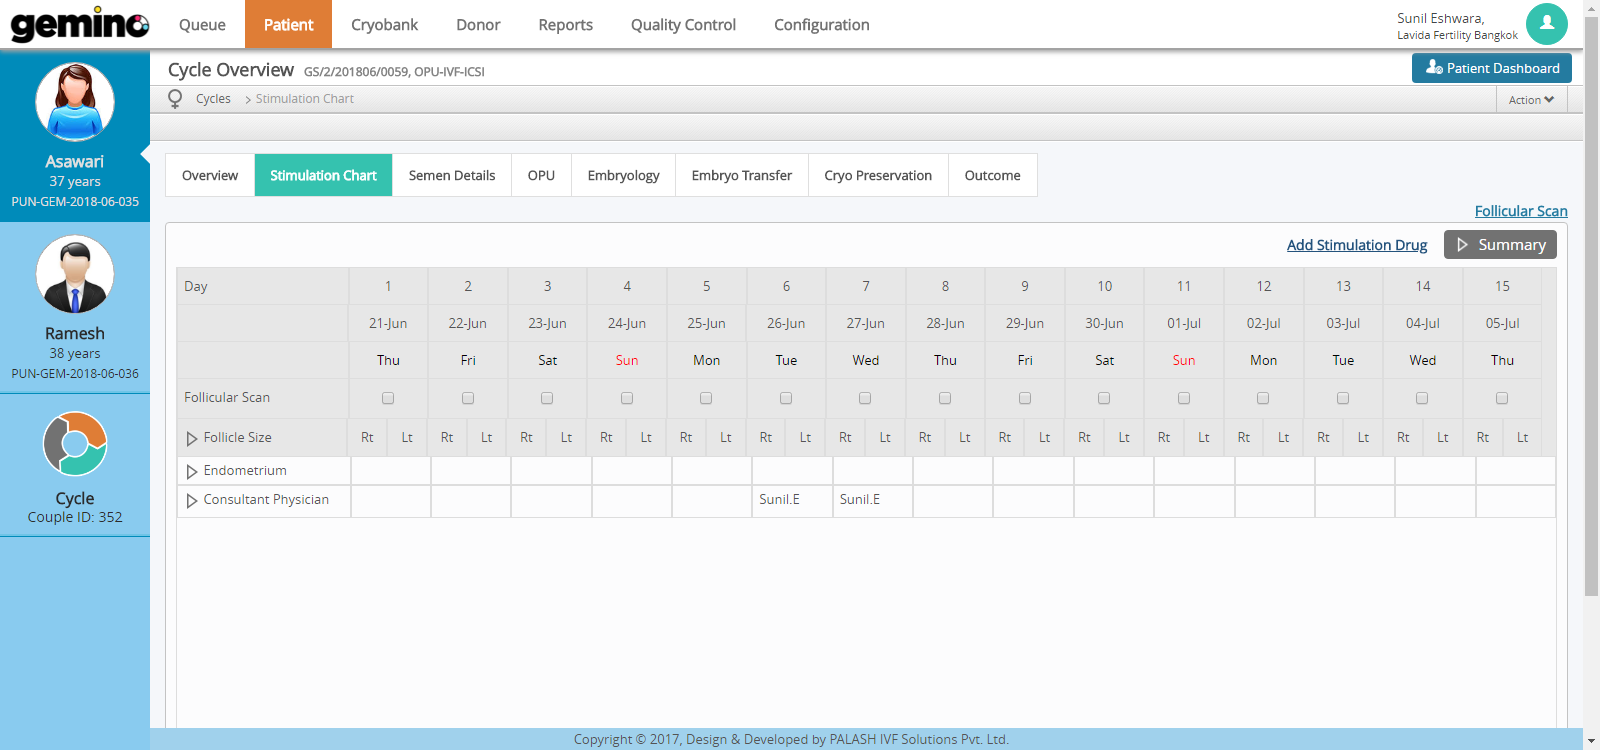 gemino Queue Patient Cryobank Donor Reports Quality Control Configuration Sunil Eshwara,
Lavida Fertility Bangkok
Cycle Overview GS/2/201806/0059, OPU-IVF-ICSI Patient Dashboard
Cycles > Stimulation Chart Action
Asawari
37 years
PUN-GEM-2018-06-035
Ramesh
38 years
PUN-GEM-2018-06-036
Cycle
Couple ID: 352
Overview Stimulation Chart Semen Details OPU Embryology Embryo Transfer Cryo Preservation Outcome
Follicular Scan
Add Stimulation Drug Summary
Day 1 2 3 4 5 6 7 8 9 10 11 12 13 14 15
21-Jun 22-Jun 23-Jun 24-Jun 25-Jun 26-Jun 27-Jun 28-Jun 29-Jun 30-Jun 01-Jul 02-Jul 03-Jul 04-Jul 05-Jul
Thu Fri Sat Sun Mon Tue Wed Thu Fri Sat Sun Mon Tue Wed Thu
Follicular Scan
Follicle Size Rt Lt Rt Lt Rt Lt Rt Lt Rt Lt Rt Lt Rt Lt Rt Lt Rt Lt Rt Lt Rt Lt Rt Lt Rt Lt Rt Lt Rt Lt
Endometrium
Consultant Physician Sunil.E Sunil.E
Copyright © 2017, Design & Developed by PALASH IVF Solutions Pvt. Ltd.